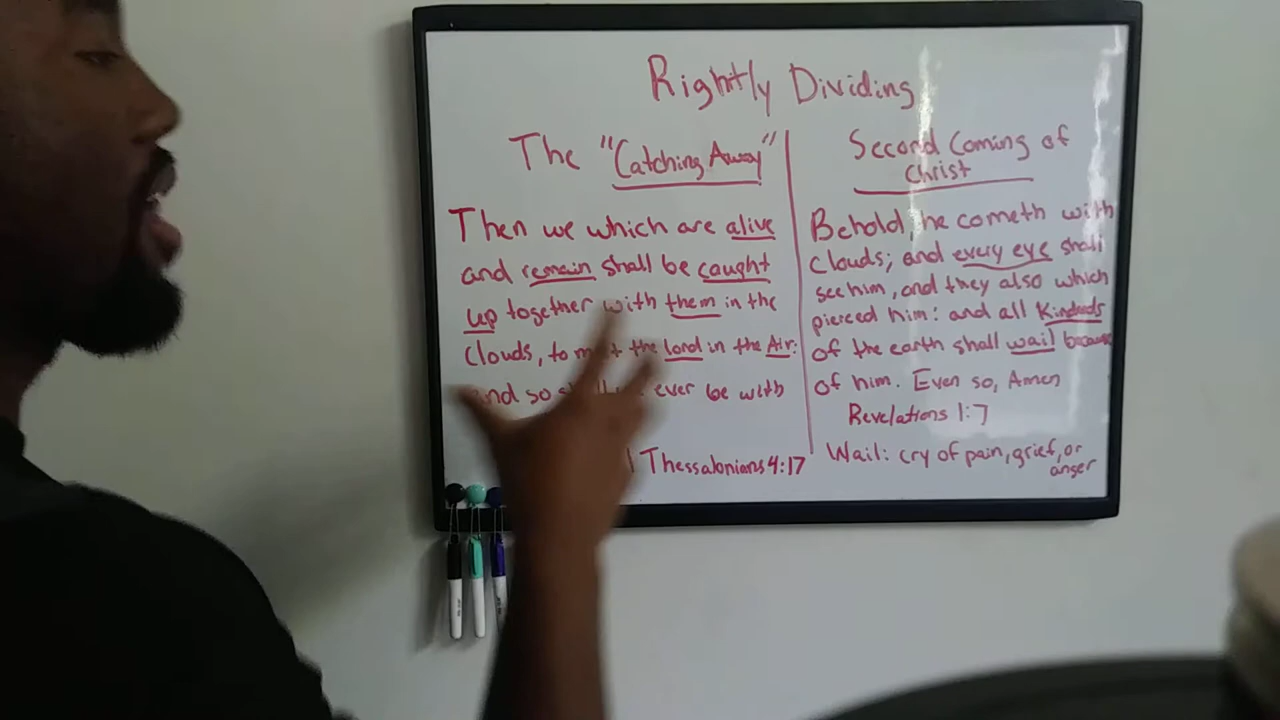 Rightly Dividing
The "Catching Away"
Then we which are alive
and remain shall be caught
up together with them in the
Clouds, to the lord in the Air:
and so ever be with
1 Thessalonians 4:17
Second Coming of
Christ
Behold, he cometh with
clouds; and every eye shall
see him, and they also which
pierced him: and all Kindreds
of the earth shall wail because
of him. Even so, Amen
Revelations 1:7
Wail: cry of pain, grief, or
anger